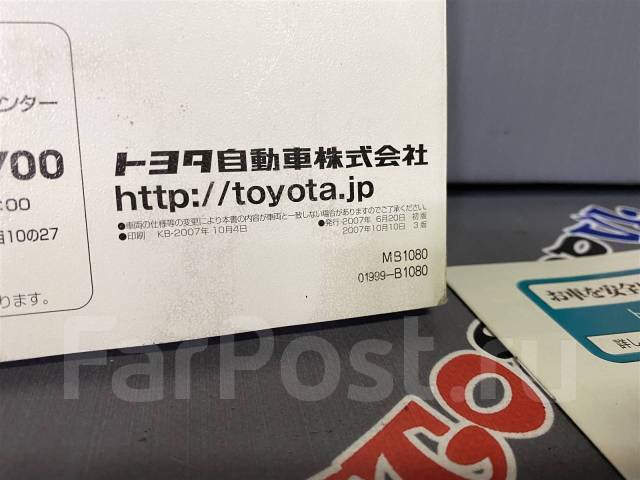 ンター
トヨタ自動車株式会社
http://toyota.jp
●車両の仕様等の変更により本書の内容が車両と一致しない場合がありますのでご了承ください。
●印刷 KB-2007年 10月4日
●発行-2007年 6月20日 初版
2007年10月10日 3版
MB1080
01999-B1080
700
:00
目10の27
ります。
お車を安全に
詳し
FarPost.ru